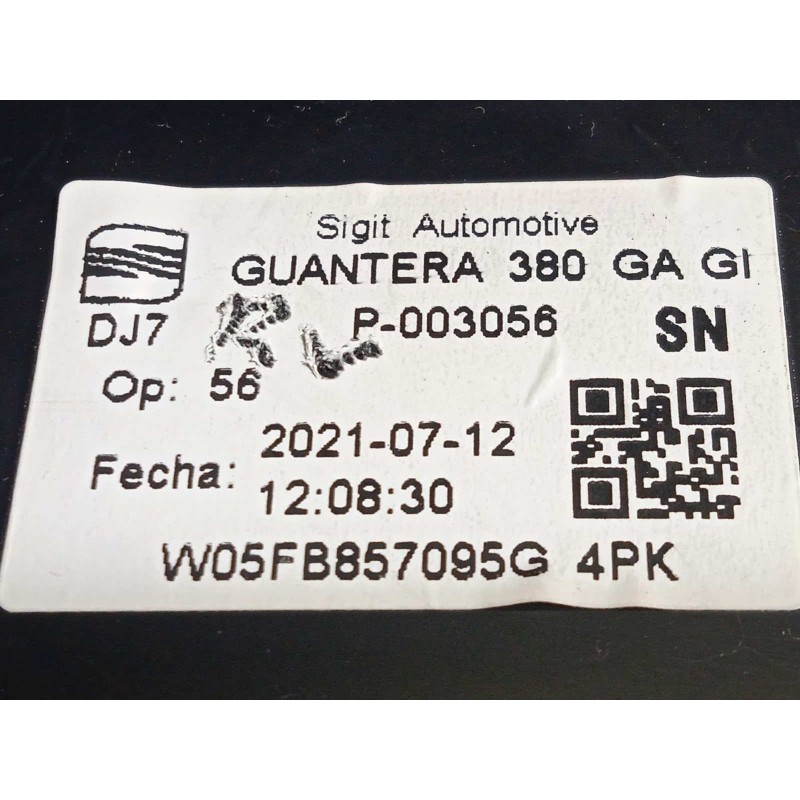 Sigit Automotive
GUANTERA 380 GA GI
DJ7 P-003056 SN
Op: 56
Fecha: 2021-07-12
12:08:30
W05FB857095G 4PK